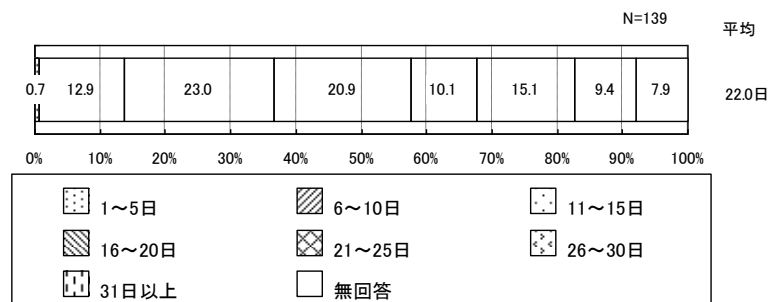 N=139
平均
0.7 12.9 23.0 20.9 10.1 15.1 9.4 7.9 22.0日
0% 10% 20% 30% 40% 50% 60% 70% 80% 90% 100%
1～5日 6～10日 11～15日
16～20日 21～25日 26～30日
31日以上 無回答